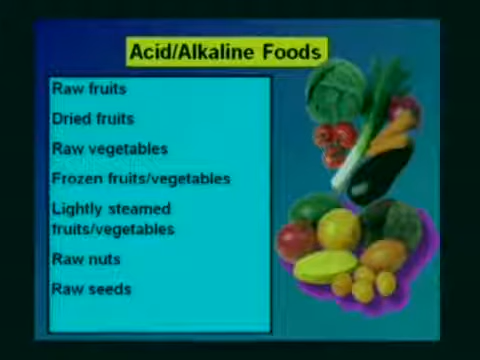 Acid/Alkaline Foods
Raw fruits
Dried fruits
Raw vegetables
Frozen fruits/vegetables
Lightly steamed
fruits/vegetables
Raw nuts
Raw seeds